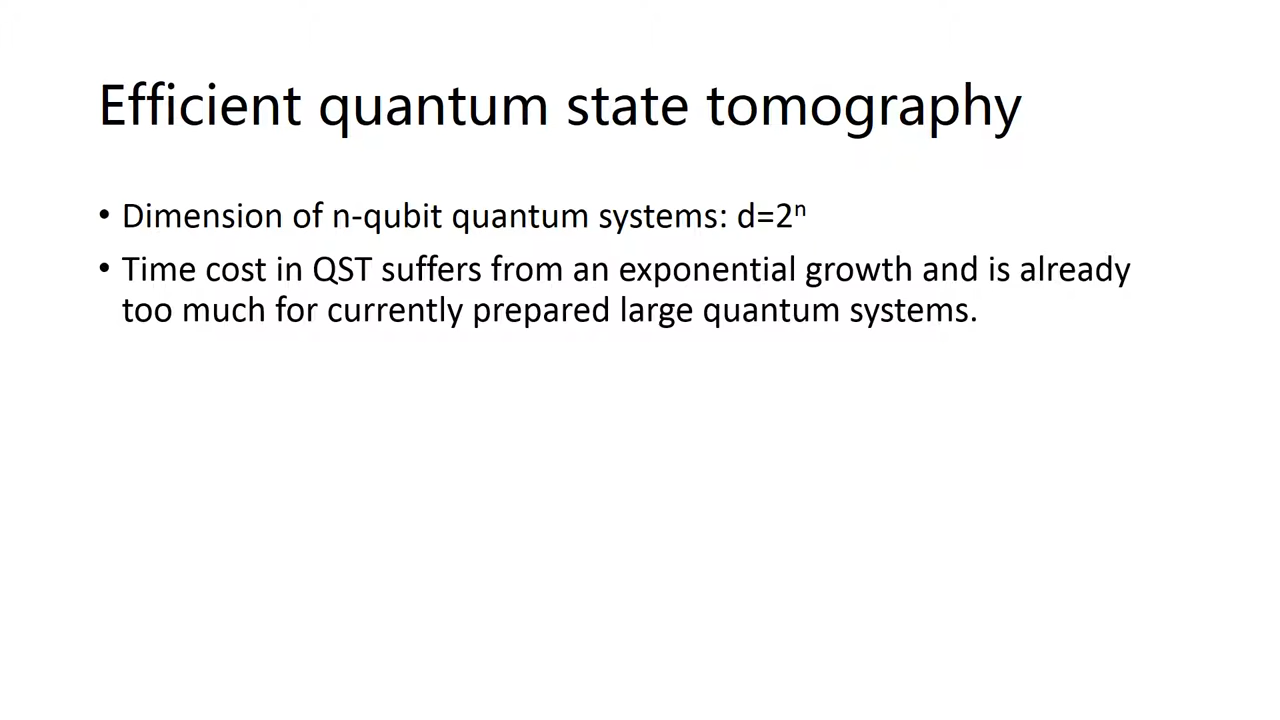 Efficient quantum state tomography
• Dimension of n-qubit quantum systems: d=2ⁿ
• Time cost in QST suffers from an exponential growth and is already
too much for currently prepared large quantum systems.